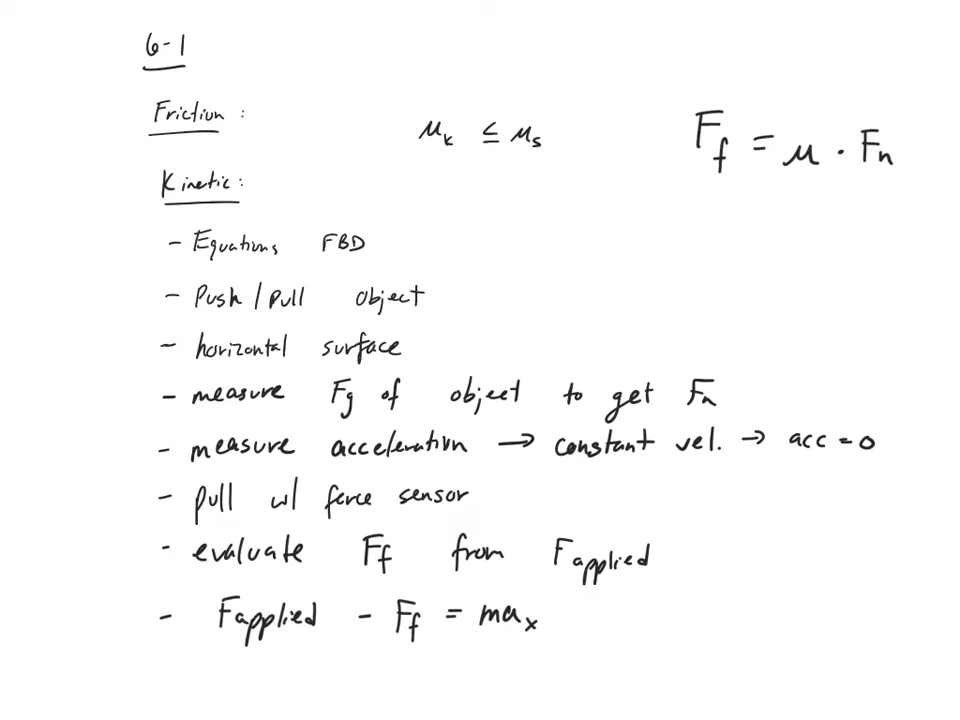 6-1
Friction :
μk ≤ μs
Ff = μ · Fn
Kinetic :
- Equations FBD
- Push / Pull object
- horizontal surface
- measure Fg of object to get Fn
- measure acceleration → constant vel. → acc = 0
- pull w/ force sensor
- evaluate Ff from Fapplied
- Fapplied - Ff = max